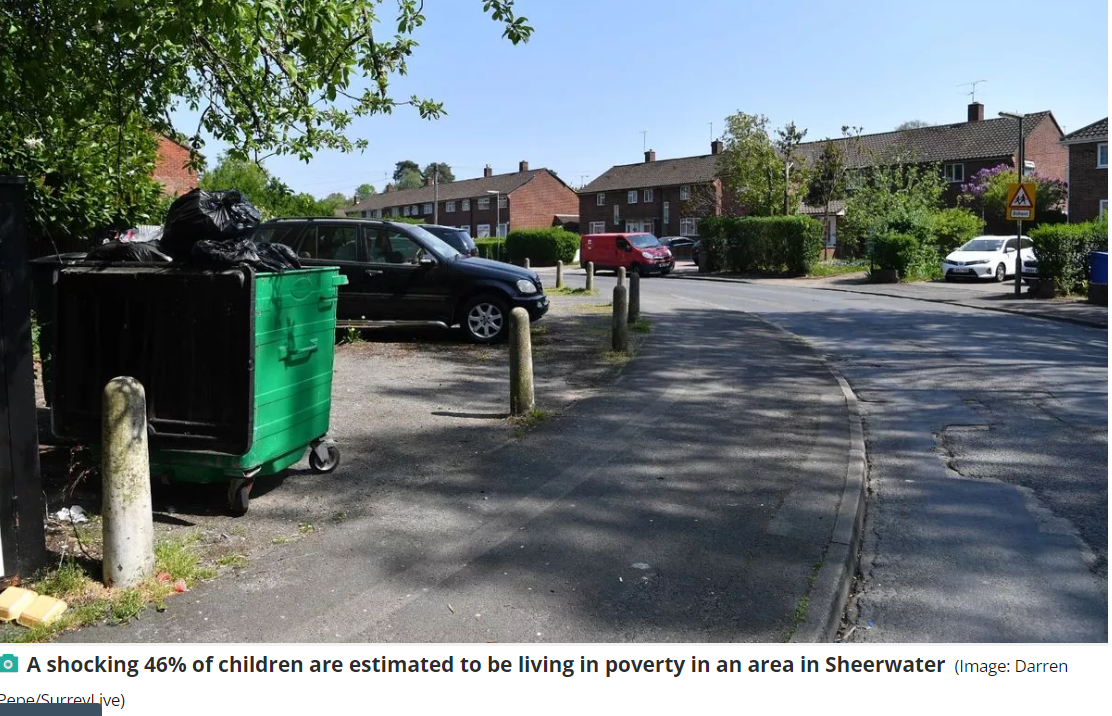 School
A shocking 46% of children are estimated to be living in poverty in an area in Sheerwater (Image: Darren
Pepe/SurreyLive)